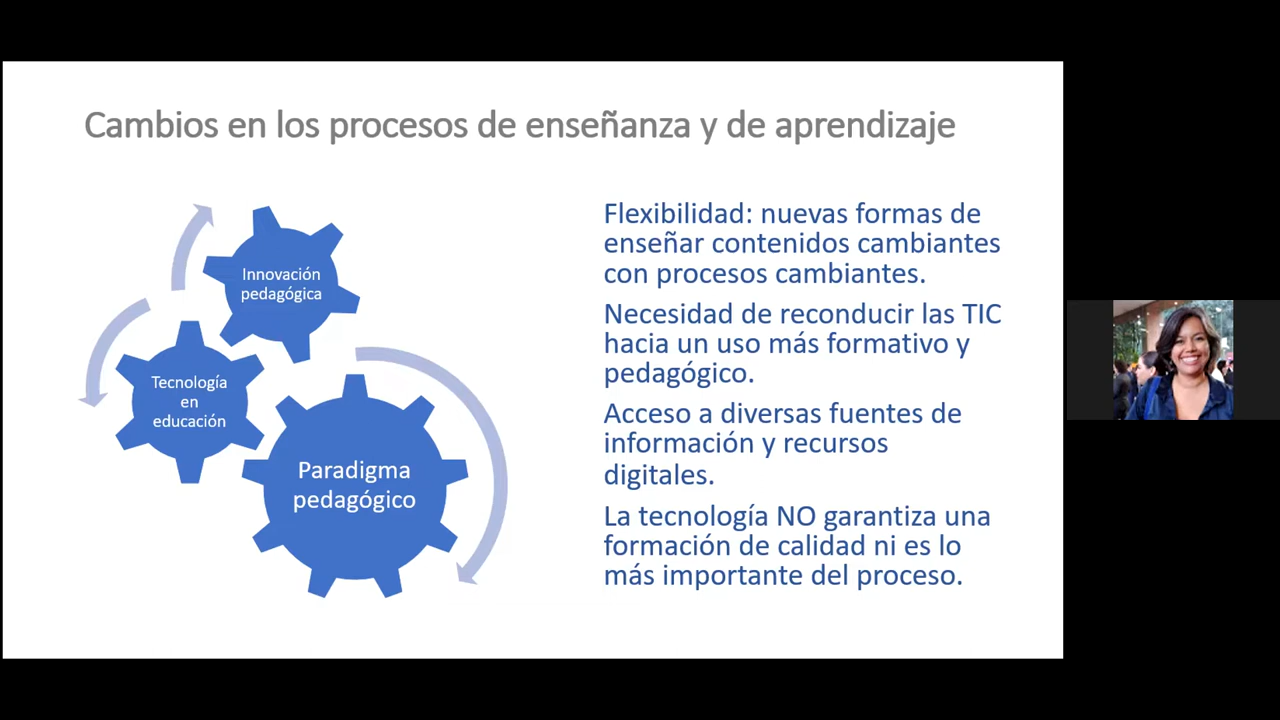 Cambios en los procesos de enseñanza y de aprendizaje
Innovación
pedagógica
Tecnología
en
educación
Paradigma
pedagógico
Flexibilidad: nuevas formas de
enseñar contenidos cambiantes
con procesos cambiantes.
Necesidad de reconducir las TIC
hacia un uso más formativo y
pedagógico.
Acceso a diversas fuentes de
información y recursos
digitales.
La tecnología NO garantiza una
formación de calidad ni es lo
más importante del proceso.